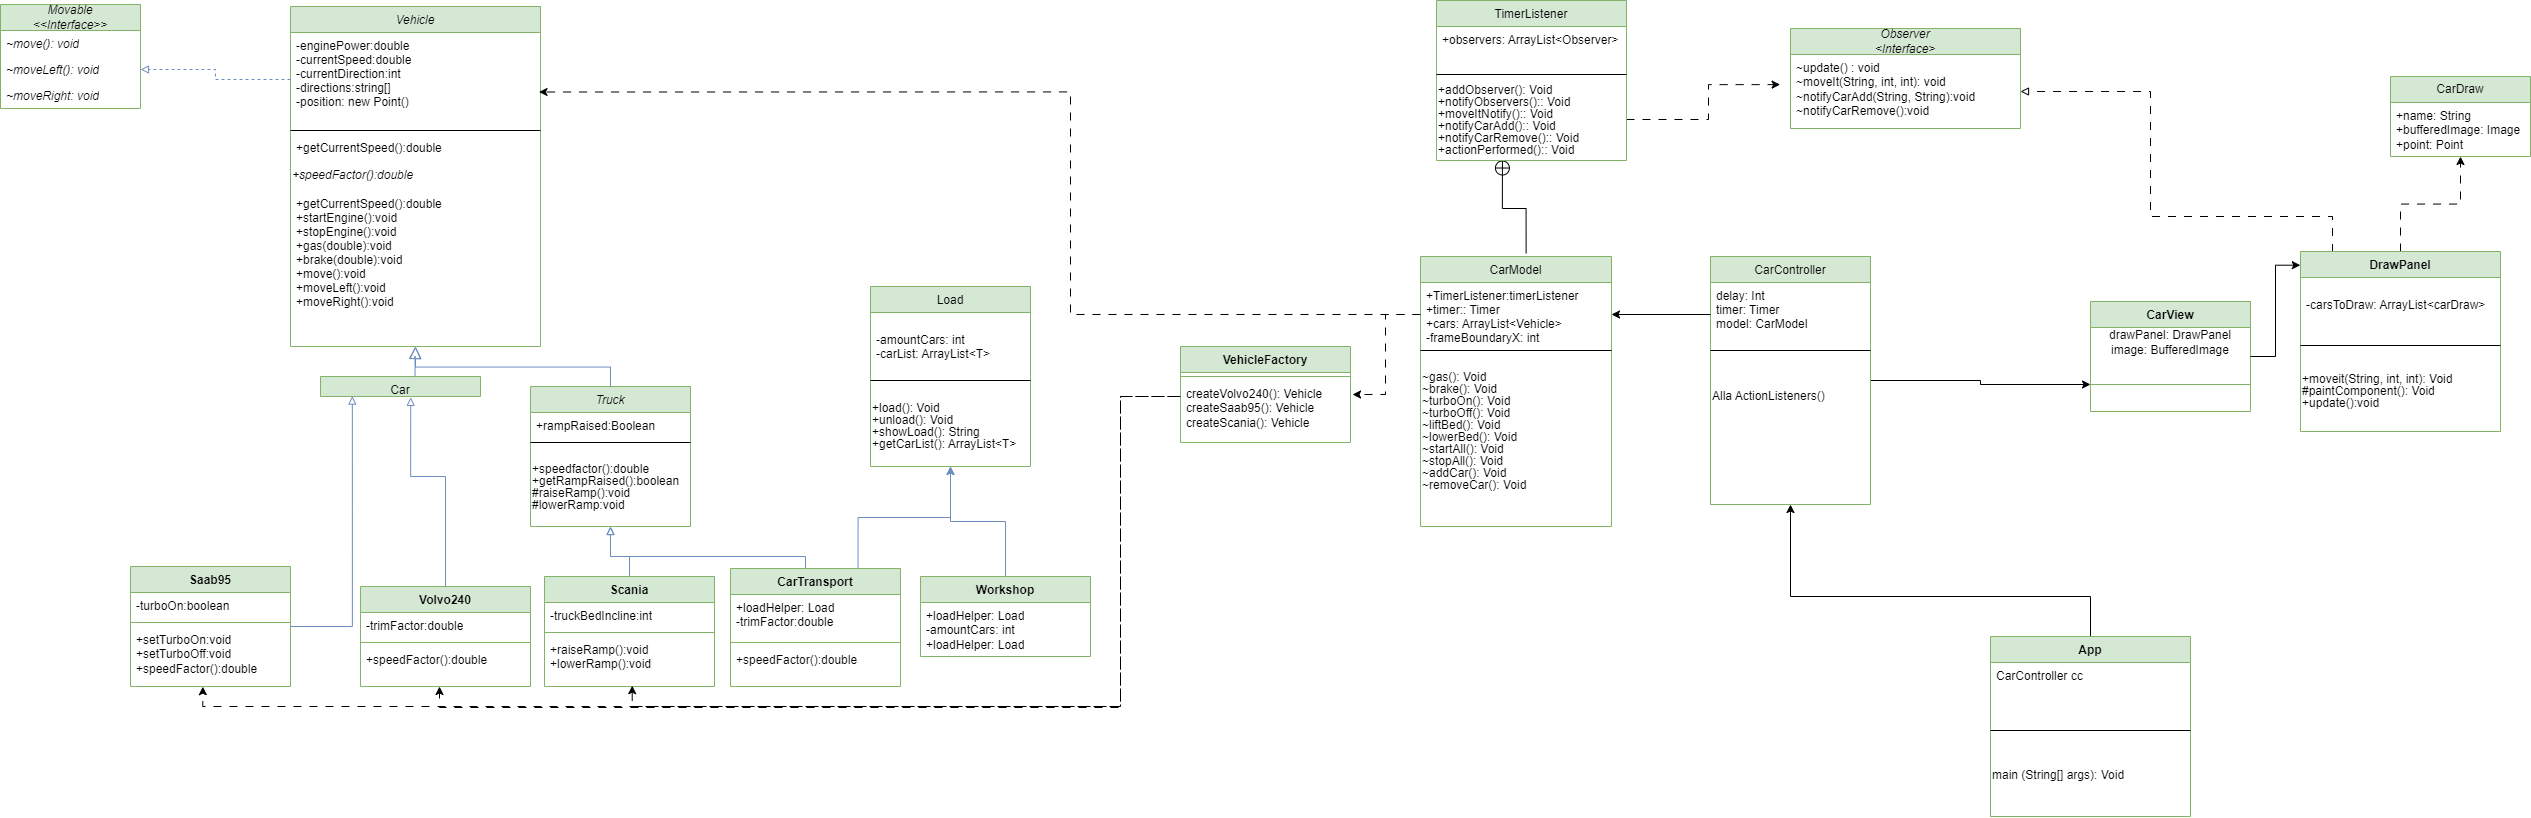 Movable
<<Interface>>
~move(): void
~moveLeft(): void
~moveRight: void
Vehicle
-enginePower:double
-currentSpeed:double
-currentDirection:int
-directions:string[]
-position: new Point()
+getCurrentSpeed():double
+speedFactor():double
+getCurrentSpeed():double
+startEngine():void
+stopEngine():void
+gas(double):void
+brake(double):void
+move():void
+moveLeft():void
+moveRight():void
Car
Truck
+rampRaised:Boolean
+speedfactor():double
+getRampRaised():boolean
#raiseRamp():void
#lowerRamp:void
Saab95
-turboOn:boolean
+setTurboOn:void
+setTurboOff:void
+speedFactor():double
Volvo240
-trimFactor:double
+speedFactor():double
Scania
-truckBedIncline:int
+raiseRamp():void
+lowerRamp():void
CarTransport
+loadHelper: Load
-trimFactor:double
+speedFactor():double
Workshop
+loadHelper: Load
-amountCars: int
+loadHelper: Load
Load
-amountCars: int
-carList: ArrayList<T>
+load(): Void
+unload(): Void
+showLoad(): String
+getCarList(): ArrayList<T>
VehicleFactory
createVolvo240(): Vehicle
createSaab95(): Vehicle
createScania(): Vehicle
TimerListener
+observers: ArrayList<Observer>
+addObserver(): Void
+notifyObservers():: Void
+moveItNotify():: Void
+notifyCarAdd():: Void
+notifyCarRemove():: Void
+actionPerformed():: Void
CarModel
+TimerListener:timerListener
+timer:: Timer
+cars: ArrayList<Vehicle>
-frameBoundaryX: int
~gas(): Void
~brake(): Void
~turboOn(): Void
~turboOff(): Void
~liftBed(): Void
~lowerBed(): Void
~startAll(): Void
~stopAll(): Void
~addCar(): Void
~removeCar(): Void
CarController
delay: Int
timer: Timer
model: CarModel
Alla ActionListeners()
Observer
<Interface>
~update() : void
~moveIt(String, int, int): void
~notifyCarAdd(String, String):void
~notifyCarRemove():void
CarView
drawPanel: DrawPanel
image: BufferedImage
CarDraw
+name: String
+bufferedImage: Image
+point: Point
DrawPanel
-carsToDraw: ArrayList<carDraw>
+moveit(String, int, int): Void
#paintComponent(): Void
+update():void
App
CarController cc
main (String[] args): Void